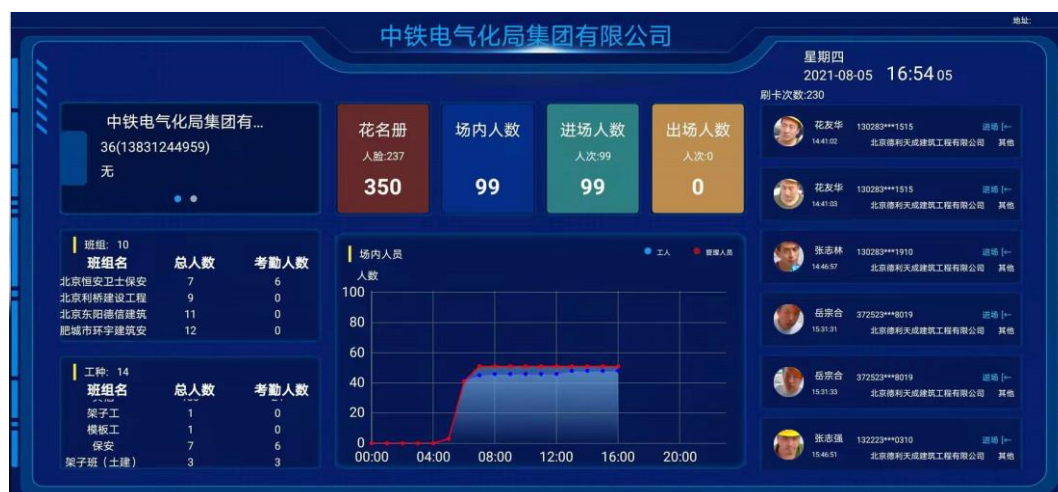 地址:
中铁电气化局集团有限公司
星期四
2021-08-05 16:54 05
刷卡次数:230
中铁电气化局集团有...
36(13831244959)
无
花名册
人脸:237
350
场内人数
99
进场人数
人次:99
99
出场人数
人次:0
0
班组: 10
班组名 总人数 考勤人数
北京恒安卫士保安 7 6
北京利桥建设工程 9 0
北京东阳德信建筑 11 0
肥城市环宇建筑安 12 0
工种: 14
班组名 总人数 考勤人数
架子工 1 0
模板工 1 0
保安 7 6
架子班（土建） 3 3
场内人员
工人 管理人员
人数
100
80
60
40
20
0
00:00 04:00 08:00 12:00 16:00 20:00
花友华 130283***1515 进场
14:41:02 北京德利天成建筑工程有限公司 其他
花友华 130283***1515 进场
14:41:03 北京德利天成建筑工程有限公司 其他
张志林 130283***1910 进场
14:46:57 北京德利天成建筑工程有限公司 其他
岳宗合 372523***8019 进场
15:31:31 北京德利天成建筑工程有限公司 其他
岳宗合 372523***8019 进场
15:31:33 北京德利天成建筑工程有限公司 其他
张志强 132223***0310 进场
15:46:51 北京德利天成建筑工程有限公司 其他